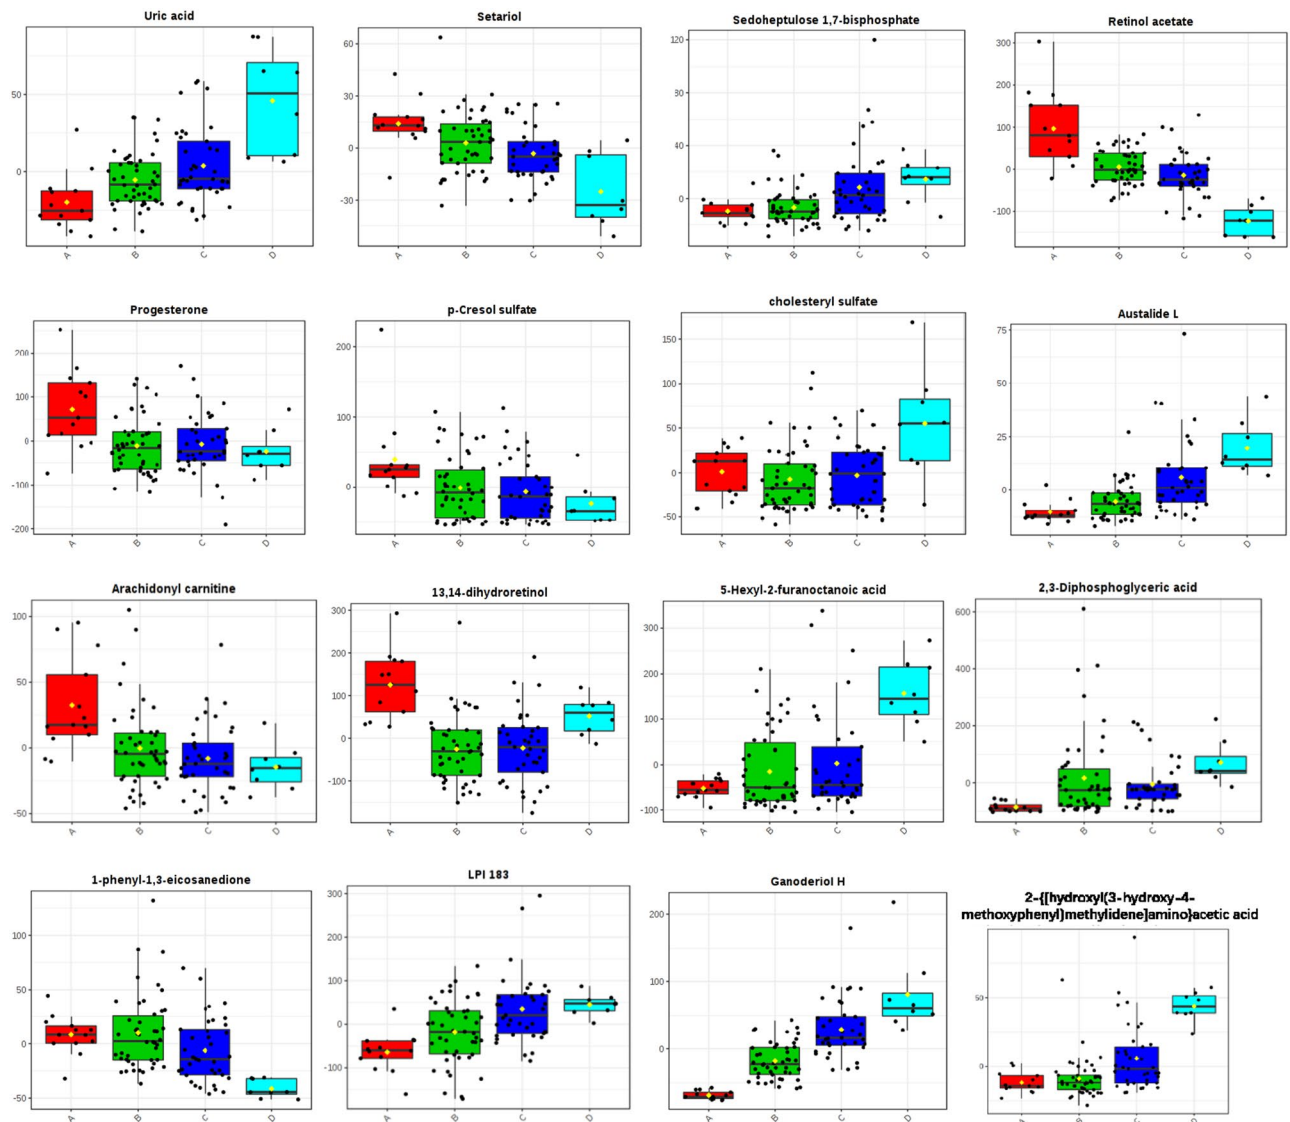 Uric acid
50
0
A B C D
Setariol
60
30
0
-30
A B C D
Sedoheptulose 1,7-bisphosphate
120
80
40
0
A B C D
Retinol acetate
300
200
100
0
-100
A B C D
Progesterone
200
100
0
-100
-200
A B C D
p-Cresol sulfate
200
100
0
A B C D
cholesteryl sulfate
150
100
50
0
-50
A B C D
Austalide L
75
50
25
0
A B C D
Arachidonyl carnitine
100
50
0
-50
A B C D
13,14-dihydroretinol
300
200
100
0
-100
A B C D
5-Hexyl-2-furanoctanoic acid
300
200
100
0
-100
A B C D
2,3-Diphosphoglyceric acid
600
400
200
0
A B C D
1-phenyl-1,3-eicosanedione
100
50
0
-50
A B C D
LPI 183
300
200
100
0
-100
A B C D
Ganoderiol H
200
100
0
A B C D
2-{[hydroxyl(3-hydroxy-4-
methoxyphenyl)methylidene]amino}acetic acid
50
0
A B C D